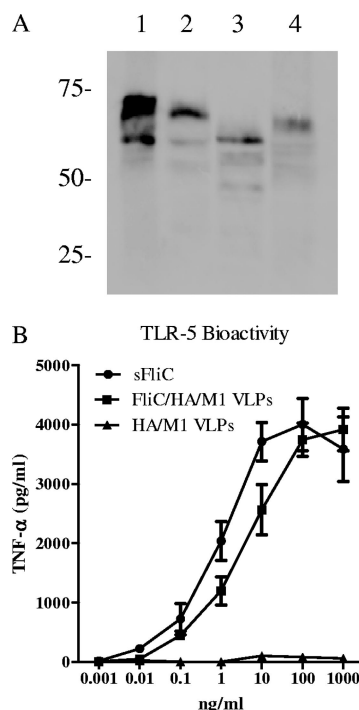 A
1 2 3 4
75-
50-
25-
B
TLR-5 Bioactivity
sFliC
FliC/HA/M1 VLPs
HA/M1 VLPs
TNF-α (pg/ml)
5000
4000
3000
2000
1000
0
0.001 0.01 0.1 1 10 100 1000
ng/ml